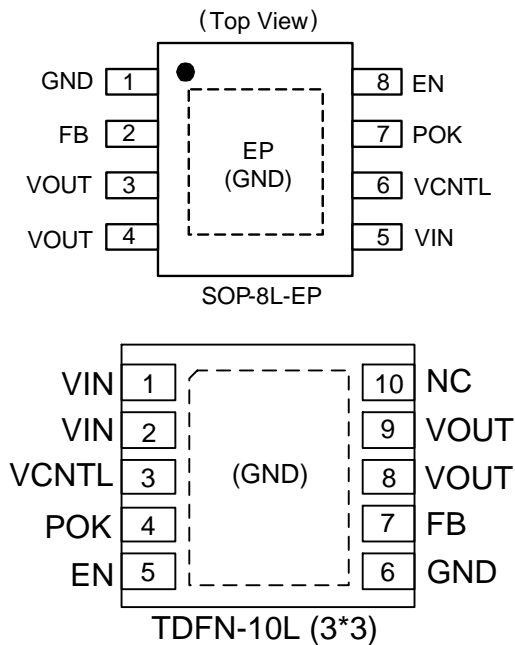 (Top View)
GND 1 8 EN
FB 2 EP 7 POK
VOUT 3 (GND) 6 VCNTL
VOUT 4 5 VIN
SOP-8L-EP
VIN 1 10 NC
VIN 2 9 VOUT
VCNTL 3 (GND) 8 VOUT
POK 4 7 FB
EN 5 6 GND
TDFN-10L (3*3)